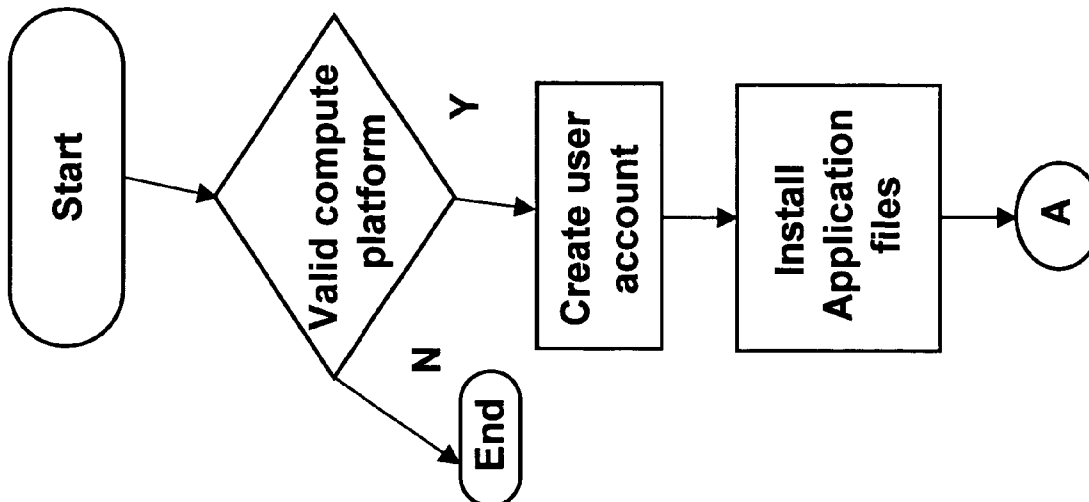 Start
Valid compute
platform
Y
N
End
Create user
account
Install
Application
files
A